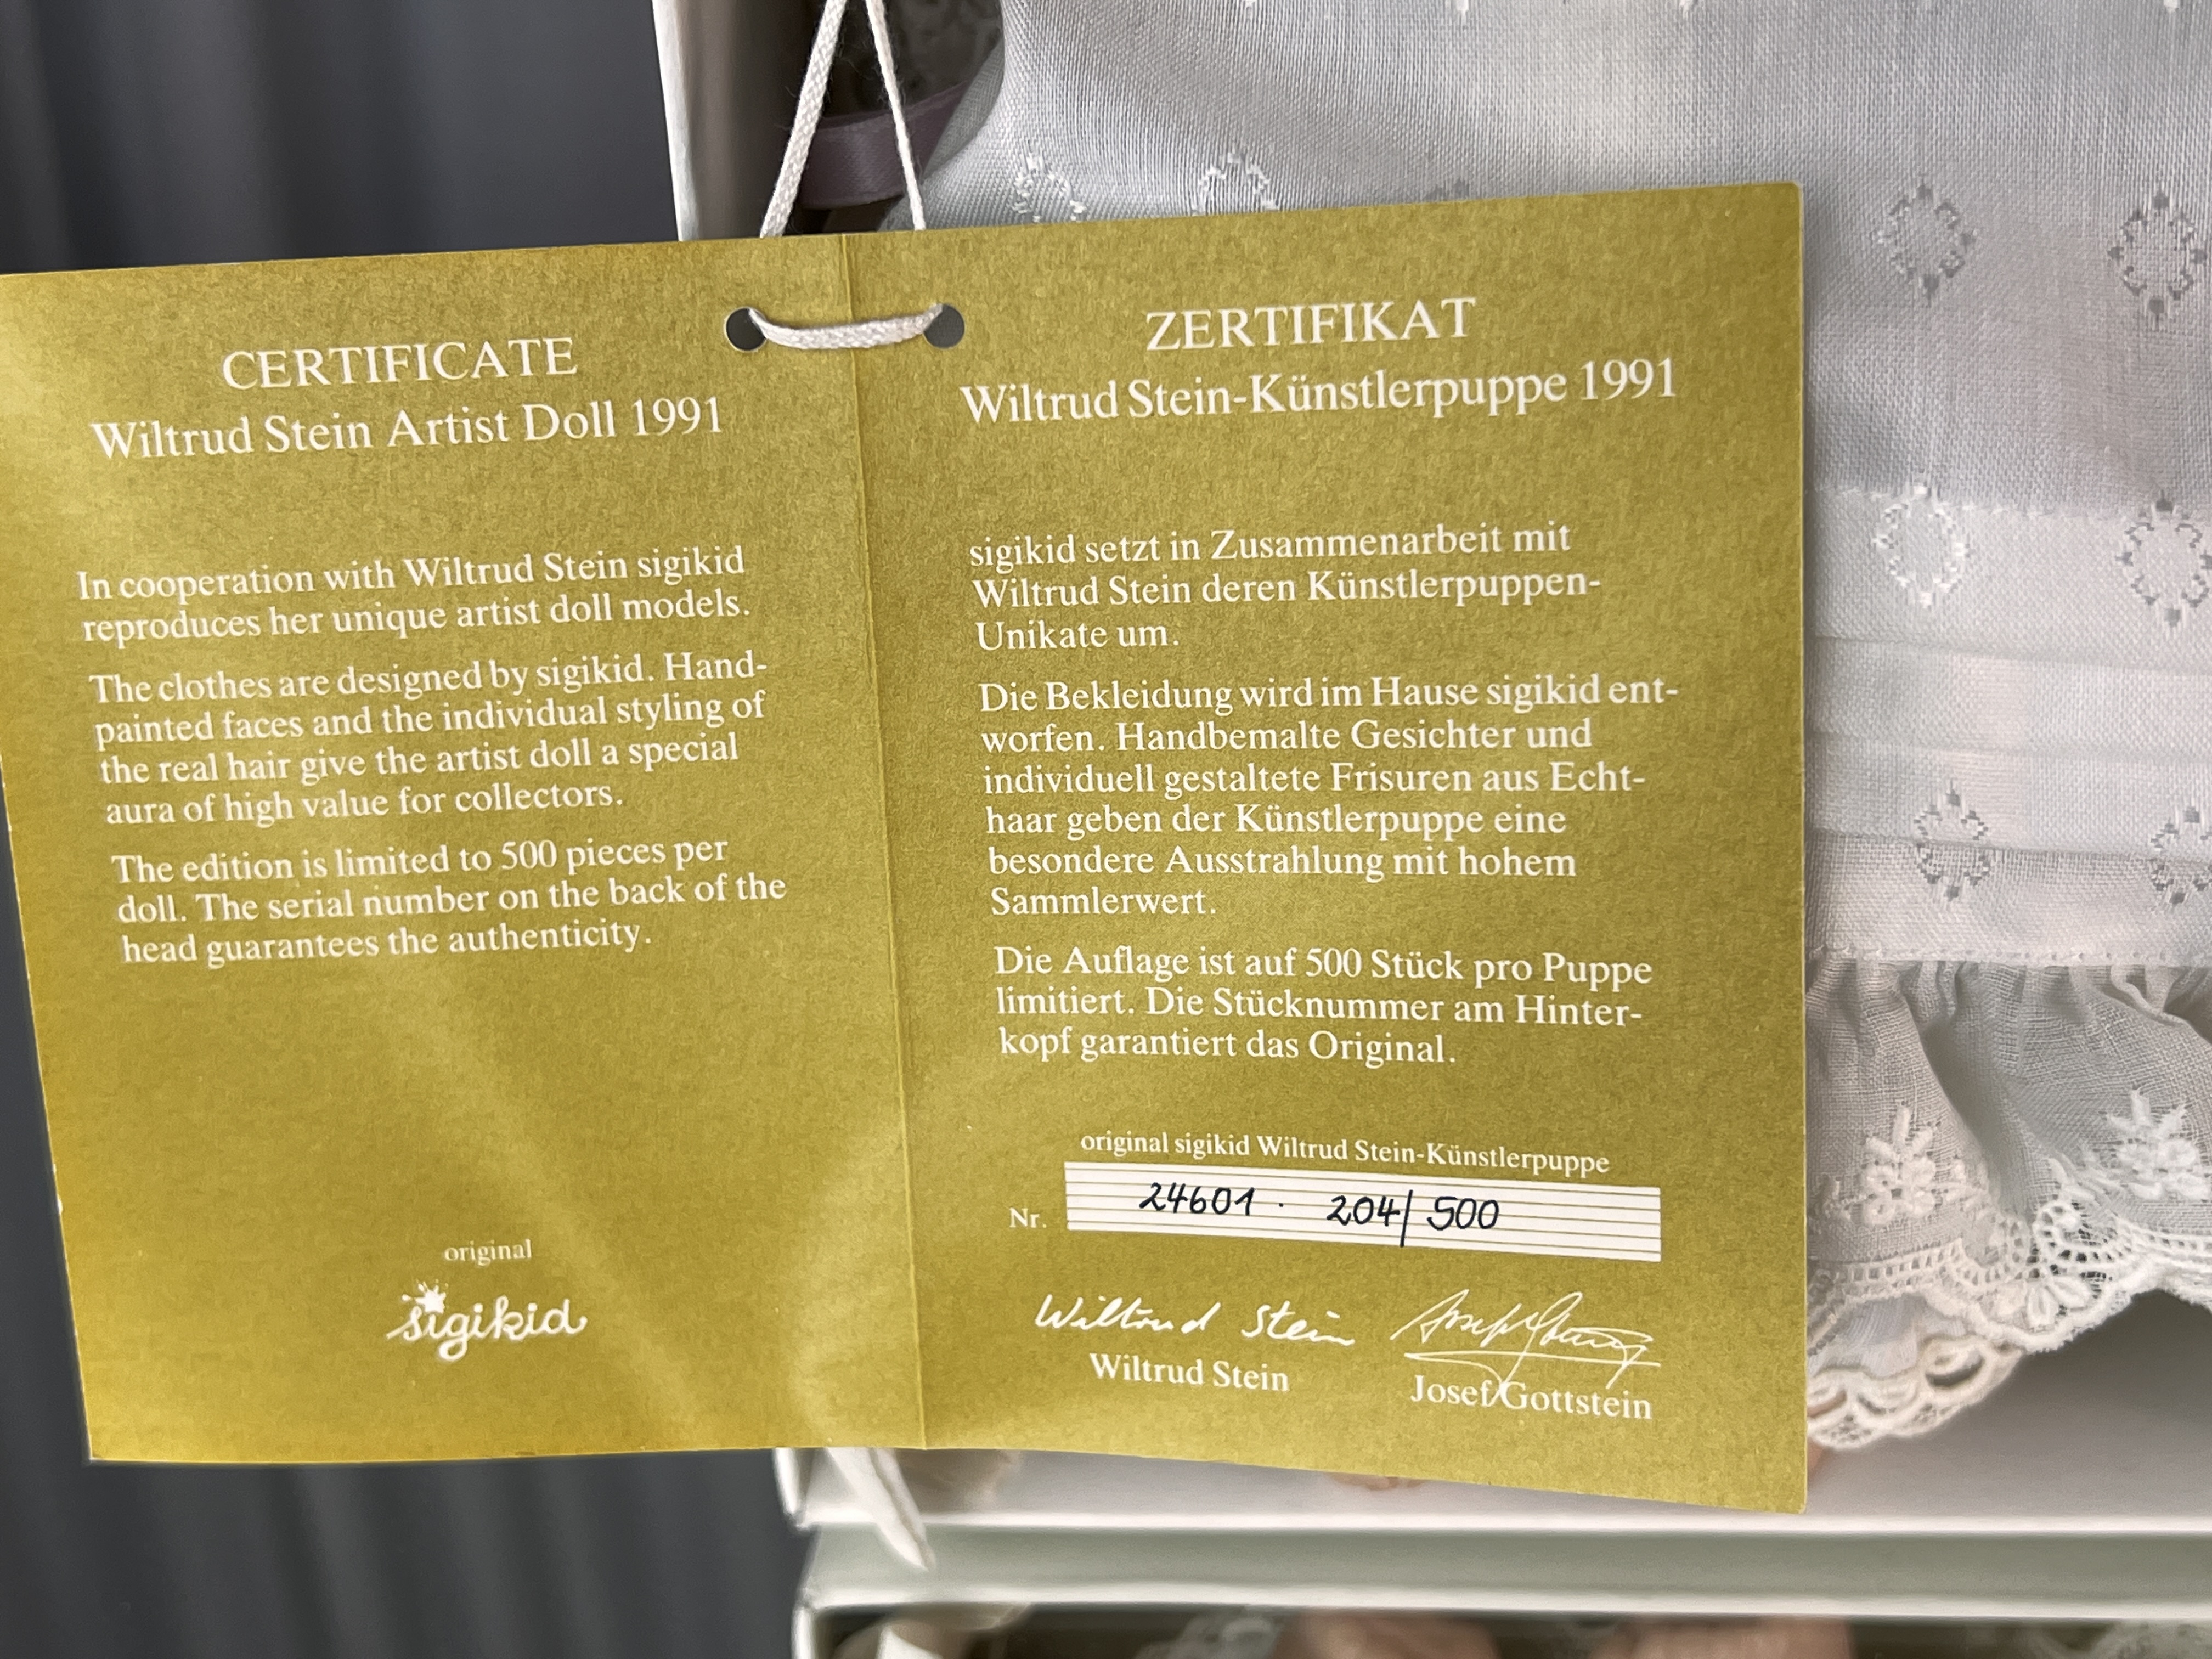 CERTIFICATE
Wiltrud Stein Artist Doll 1991
In cooperation with Wiltrud Stein sigikid
reproduces her unique artist doll models.
The clothes are designed by sigikid. Hand-
painted faces and the individual styling of
the real hair give the artist doll a special
aura of high value for collectors.
The edition is limited to 500 pieces per
doll. The serial number on the back of the
head guarantees the authenticity.
original
sigikid
ZERTIFIKAT
Wiltrud Stein-Künstlerpuppe 1991
sigikid setzt in Zusammenarbeit mit
Wiltrud Stein deren Künstlerpuppen-
Unikate um.
Die Bekleidung wird im Hause sigikid ent-
worfen. Handbemalte Gesichter und
individuell gestaltete Frisuren aus Echt-
haar geben der Künstlerpuppe eine
besondere Ausstrahlung mit hohem
Sammlerwert.
Die Auflage ist auf 500 Stück pro Puppe
limitiert. Die Stücknummer am Hinter-
kopf garantiert das Original.
original sigikid Wiltrud Stein-Künstlerpuppe
Nr. 24601 · 204/500
Wiltrud Stein
Wiltrud Stein Josef Gottstein